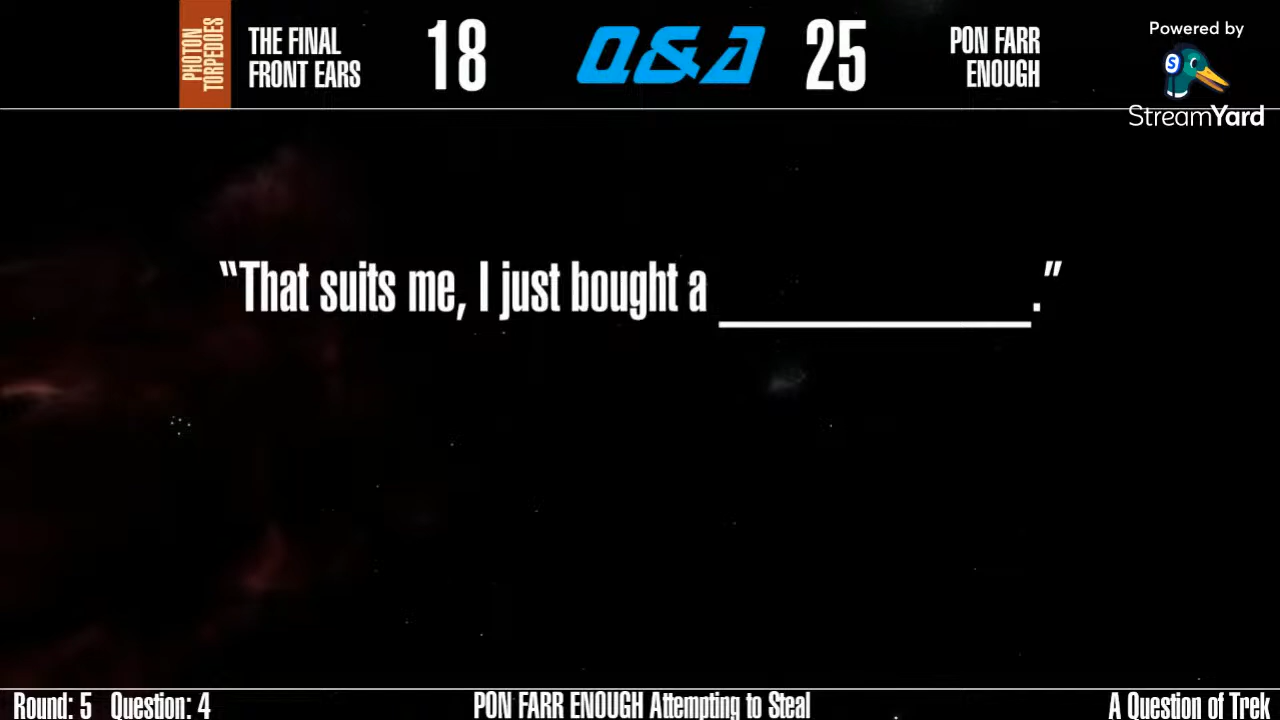 PHOTON
TORPEDOES
THE FINAL
FRONT EARS
18
Q&A
25
PON FARR
ENOUGH
Powered by
S
StreamYard
“That suits me, I just bought a ____________.”
Round: 5 Question: 4
PON FARR ENOUGH Attempting to Steal
A Question of Trek